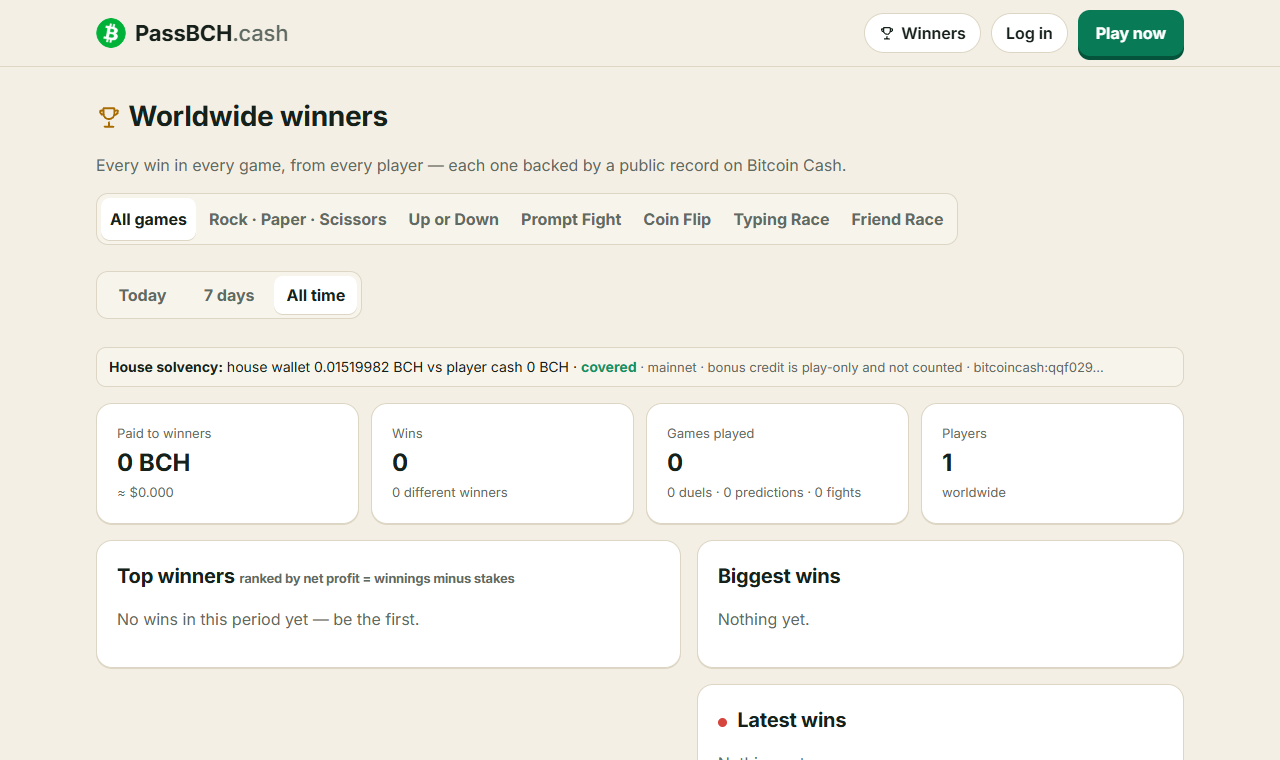 PassBCH.cash
Winners
Log in
Play now
Worldwide winners
Every win in every game, from every player — each one backed by a public record on Bitcoin Cash.
All games
Rock · Paper · Scissors
Up or Down
Prompt Fight
Coin Flip
Typing Race
Friend Race
Today
7 days
All time
House solvency: house wallet 0.01519982 BCH vs player cash 0 BCH · covered · mainnet · bonus credit is play-only and not counted · bitcoincash:qqf029…
Paid to winners
0 BCH
≈ $0.000
Wins
0
0 different winners
Games played
0
0 duels · 0 predictions · 0 fights
Players
1
worldwide
Top winners ranked by net profit = winnings minus stakes
No wins in this period yet — be the first.
Biggest wins
Nothing yet.
Latest wins